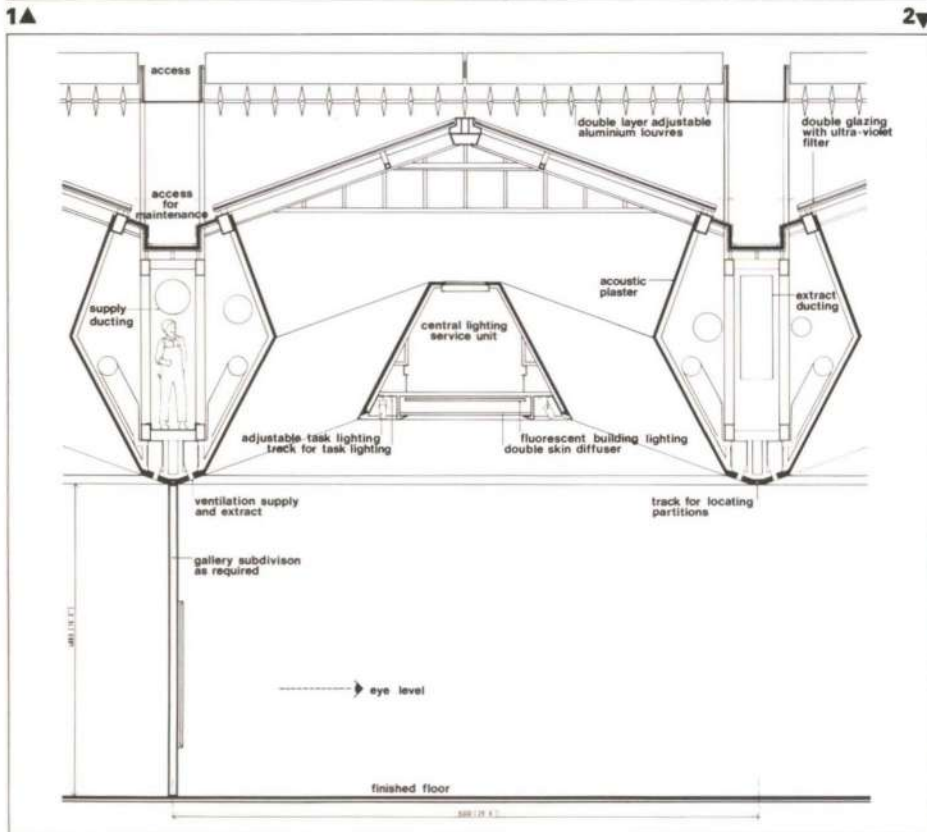 1▲
2▼
access
double layer adjustable
aluminium louvres
double glazing
with ultra-violet
filter
access
for
maintenance
acoustic
plaster
supply
ducting
extract
ducting
central lighting
service unit
adjustable task lighting
track for task lighting
fluorescent building lighting
double skin diffuser
ventilation supply
and extract
track for locating
partitions
gallery subdivison
as required
eye level
finished floor